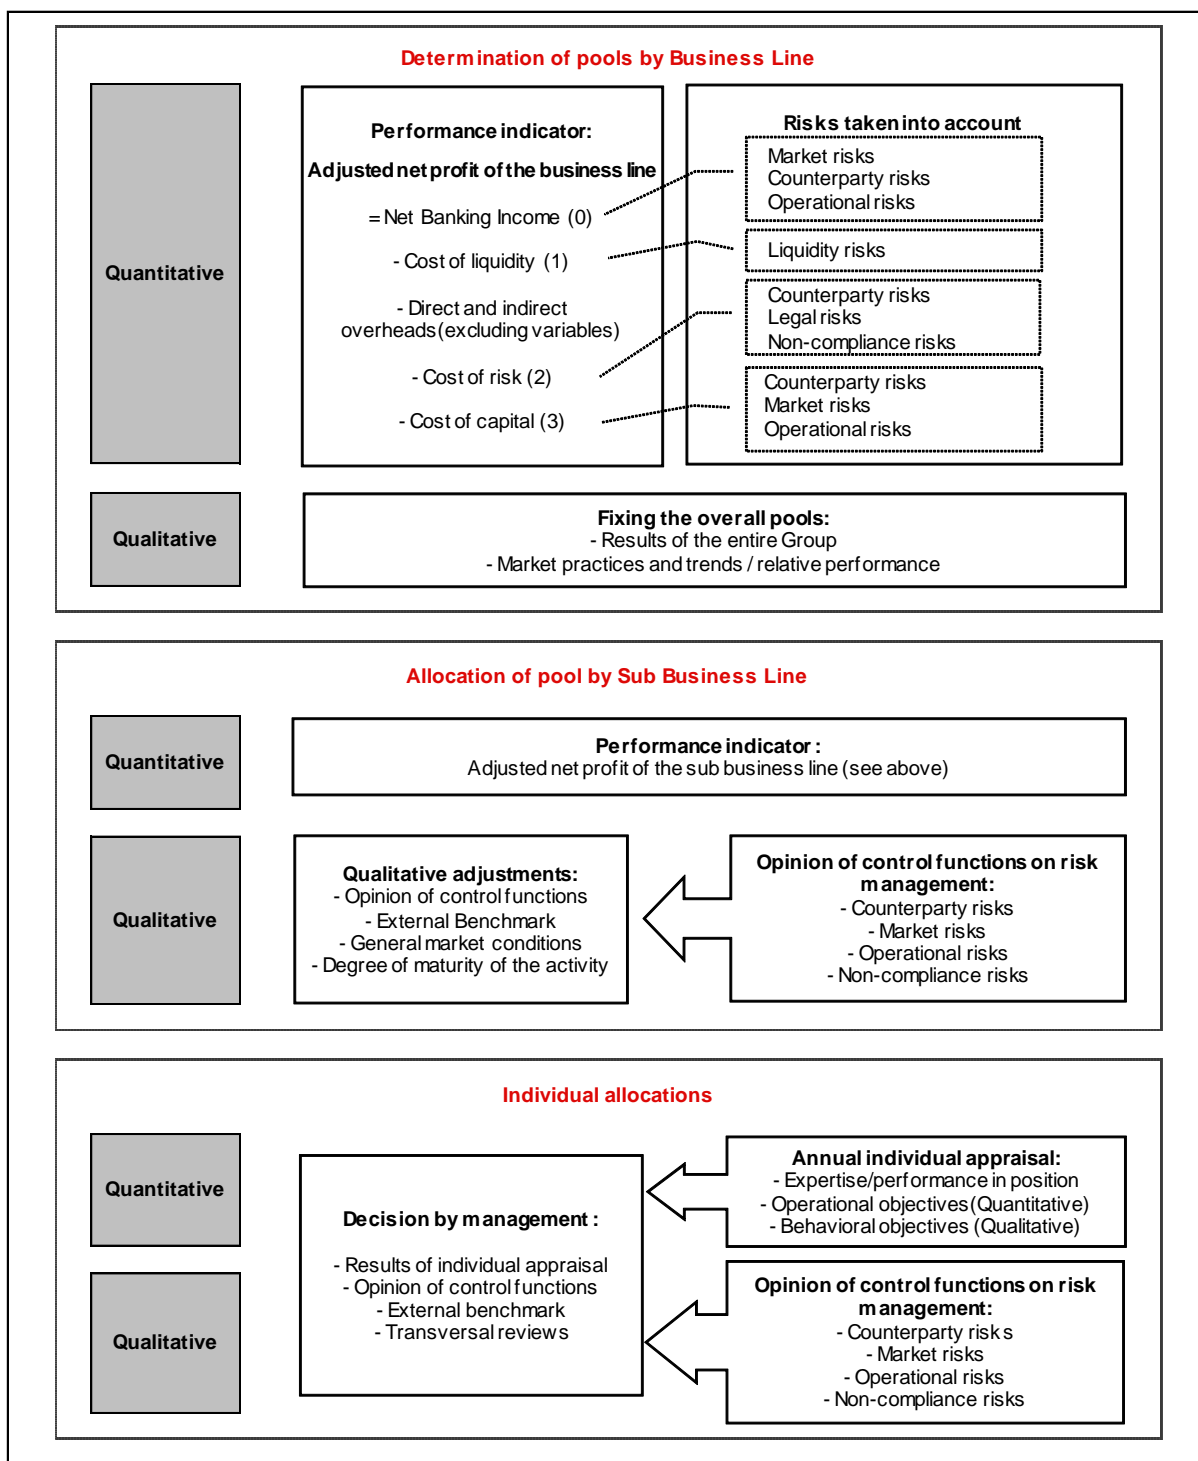 Determination of pools by Business Line
Quantitative
Performance indicator:
Adjusted net profit of the business line
= Net Banking Income (0)
- Cost of liquidity (1)
- Direct and indirect
overheads (excluding variables)
- Cost of risk (2)
- Cost of capital (3)
Risks taken into account
Market risks
Counterparty risks
Operational risks
Liquidity risks
Counterparty risks
Legal risks
Non-compliance risks
Counterparty risks
Market risks
Operational risks
Qualitative
Fixing the overall pools:
- Results of the entire Group
- Market practices and trends / relative performance
Allocation of pool by Sub Business Line
Quantitative
Performance indicator :
Adjusted net profit of the sub business line (see above)
Qualitative
Qualitative adjustments:
- Opinion of control functions
- External Benchmark
- General market conditions
- Degree of maturity of the activity
Opinion of control functions on risk
management:
- Counterparty risks
- Market risks
- Operational risks
- Non-compliance risks
Individual allocations
Quantitative
Qualitative
Decision by management :
- Results of individual appraisal
- Opinion of control functions
- External benchmark
- Transversal reviews
Annual individual appraisal:
- Expertise/performance in position
- Operational objectives (Quantitative)
- Behavioral objectives (Qualitative)
Opinion of control functions on risk
management:
- Counterparty risks
- Market risks
- Operational risks
- Non-compliance risks